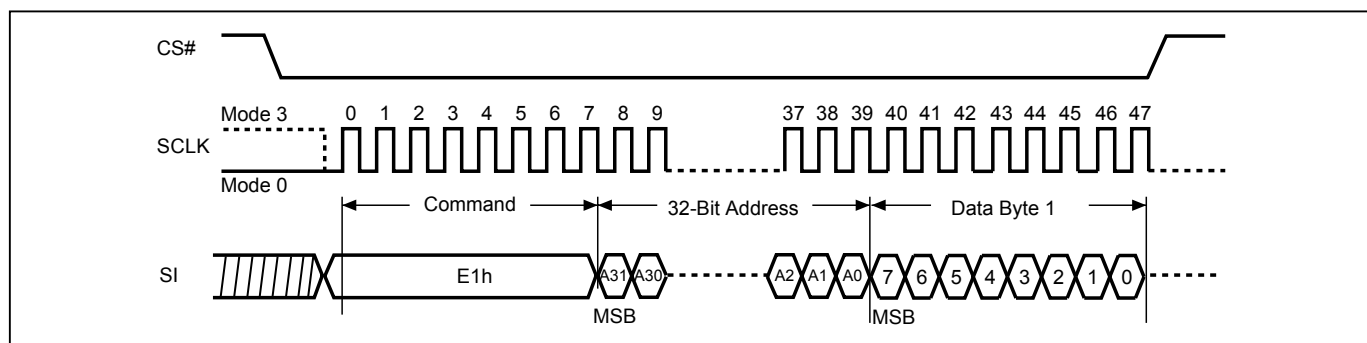 CS#
Mode 3
0 1 2 3 4 5 6 7 8 9 37 38 39 40 41 42 43 44 45 46 47
SCLK
Mode 0
Command 32-Bit Address Data Byte 1
SI E1h A31 A30 A2 A1 A0 7 6 5 4 3 2 1 0
MSB MSB